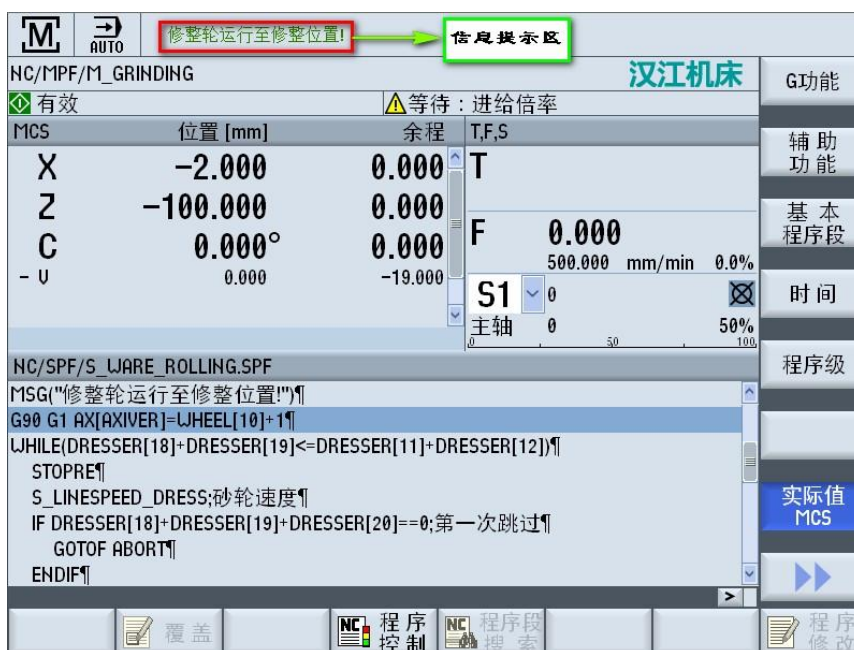 M AUTO 修整轮运行至修整位置! 信息提示区
NC/MPF/M_GRINDING 汉江机床
有效 等待：进给倍率
MCS 位置 [mm] 余程 T,F,S
X -2.000 0.000 T
Z -100.000 0.000
C 0.000° 0.000 F 0.000
500.000 mm/min 0.0%
- V 0.000 -19.000
S1 0
主轴 0 50%
0 50 100
NC/SPF/S_WARE_ROLLING.SPF
MSG("修整轮运行至修整位置!")¶
G90 G1 AX[AXIVER]=WHEEL[10]+1¶
WHILE(DRESSER[18]+DRESSER[19]<=DRESSER[11]+DRESSER[12])¶
STOPRE¶
S_LINESPEED_DRESS;砂轮速度¶
IF DRESSER[18]+DRESSER[19]+DRESSER[20]==0;第一次跳过¶
GOTOF ABORT¶
ENDIF¶
G功能
辅助
功能
基本
程序段
时间
程序级
实际值
MCS
覆盖
NC 程序
控制
NC 程序段
搜索
程序
修改